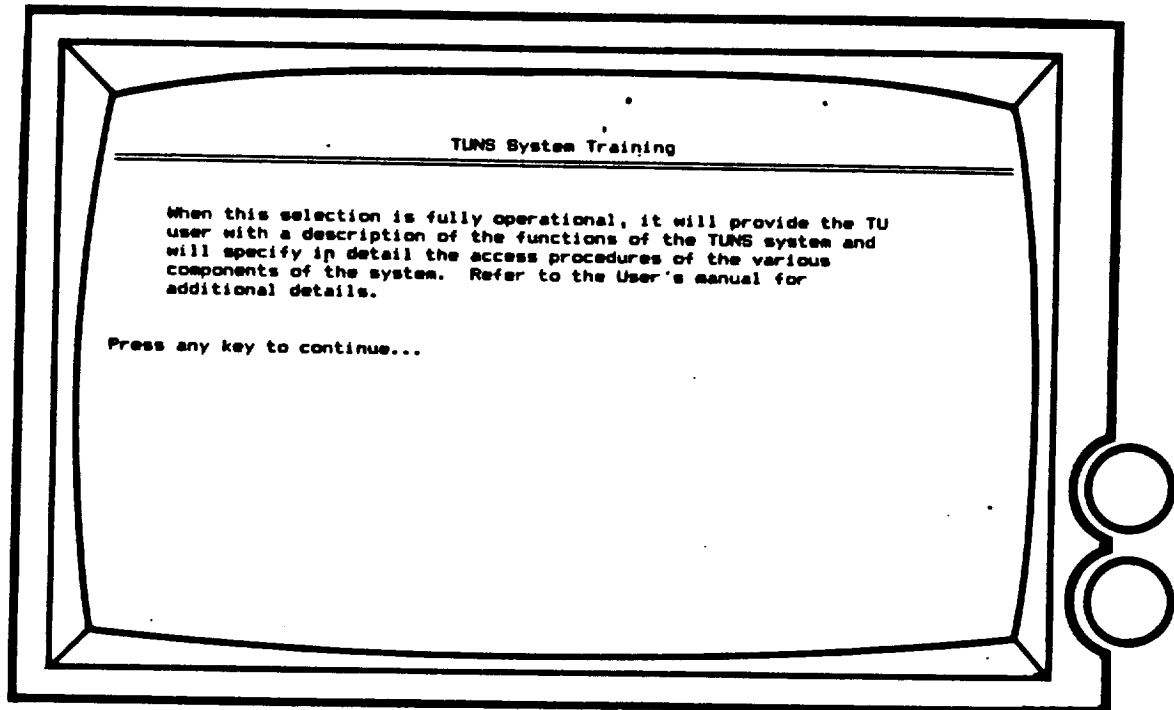 TUNS System Training
When this selection is fully operational, it will provide the TU
user with a description of the functions of the TUNS system and
will specify in detail the access procedures of the various
components of the system. Refer to the User's manual for
additional details.
Press any key to continue...